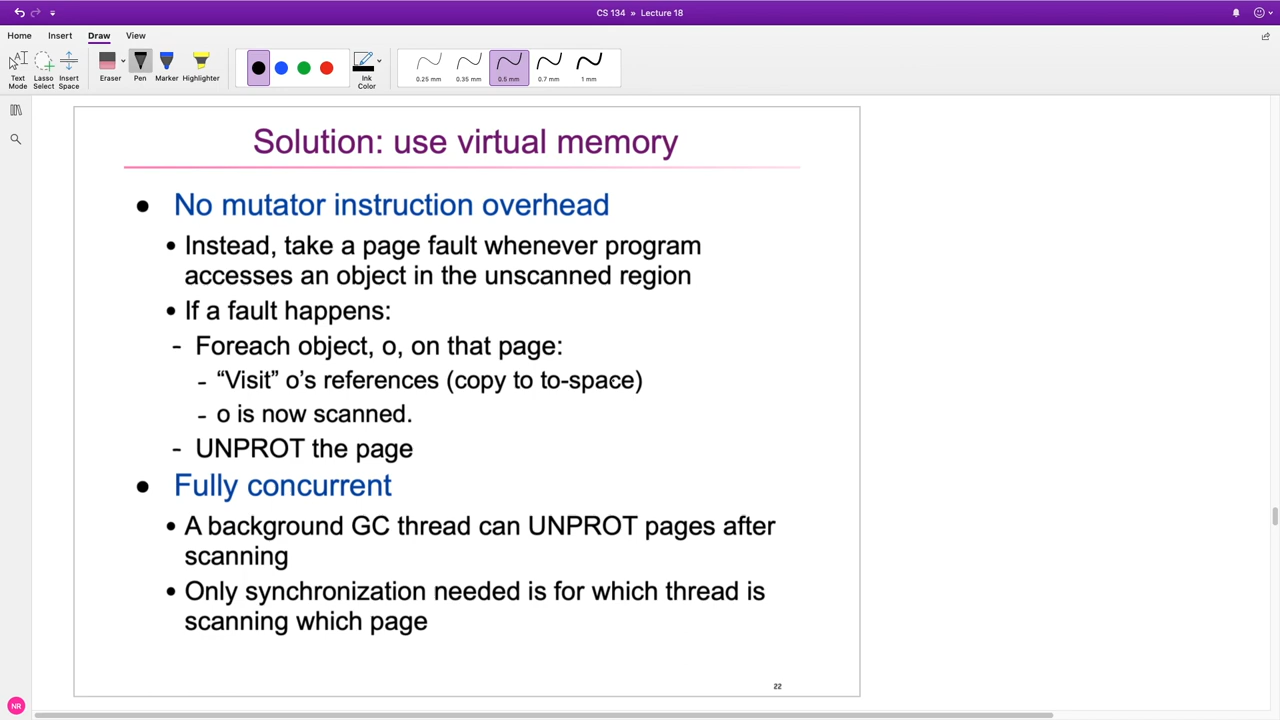 CS 134 » Lecture 18
Home Insert Draw View
Text Mode
Lasso Select
Insert Space
Eraser
Pen
Marker
Highlighter
Ink Color
0.25 mm
0.35 mm
0.5 mm
0.7 mm
1 mm
Solution: use virtual memory
● No mutator instruction overhead
• Instead, take a page fault whenever program
accesses an object in the unscanned region
• If a fault happens:
- Foreach object, o, on that page:
- “Visit” o’s references (copy to to-space)
- o is now scanned.
- UNPROT the page
● Fully concurrent
• A background GC thread can UNPROT pages after
scanning
• Only synchronization needed is for which thread is
scanning which page
22
NR